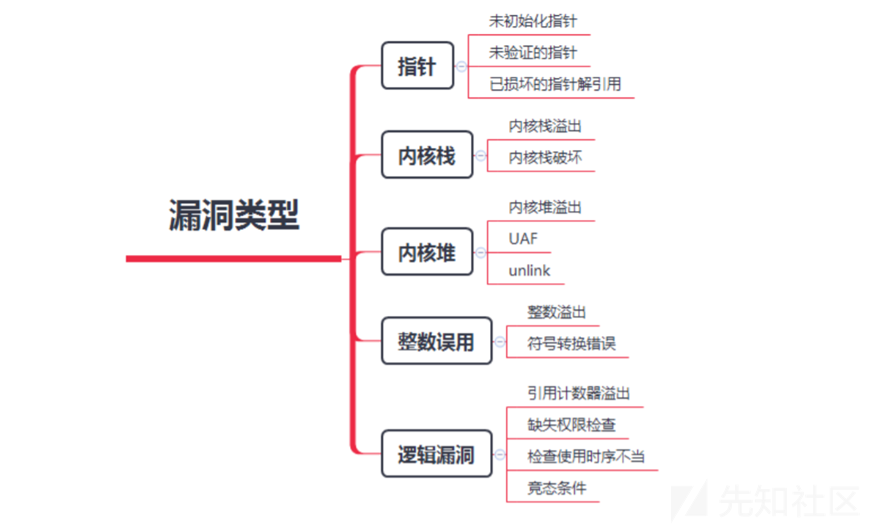 漏洞类型
指针
未初始化指针
未验证的指针
已损坏的指针解引用
内核栈
内核栈溢出
内核栈破坏
内核堆
内核堆溢出
UAF
unlink
整数误用
整数溢出
符号转换错误
逻辑漏洞
引用计数器溢出
缺失权限检查
检查使用时序不当
竟态条件
先知社区